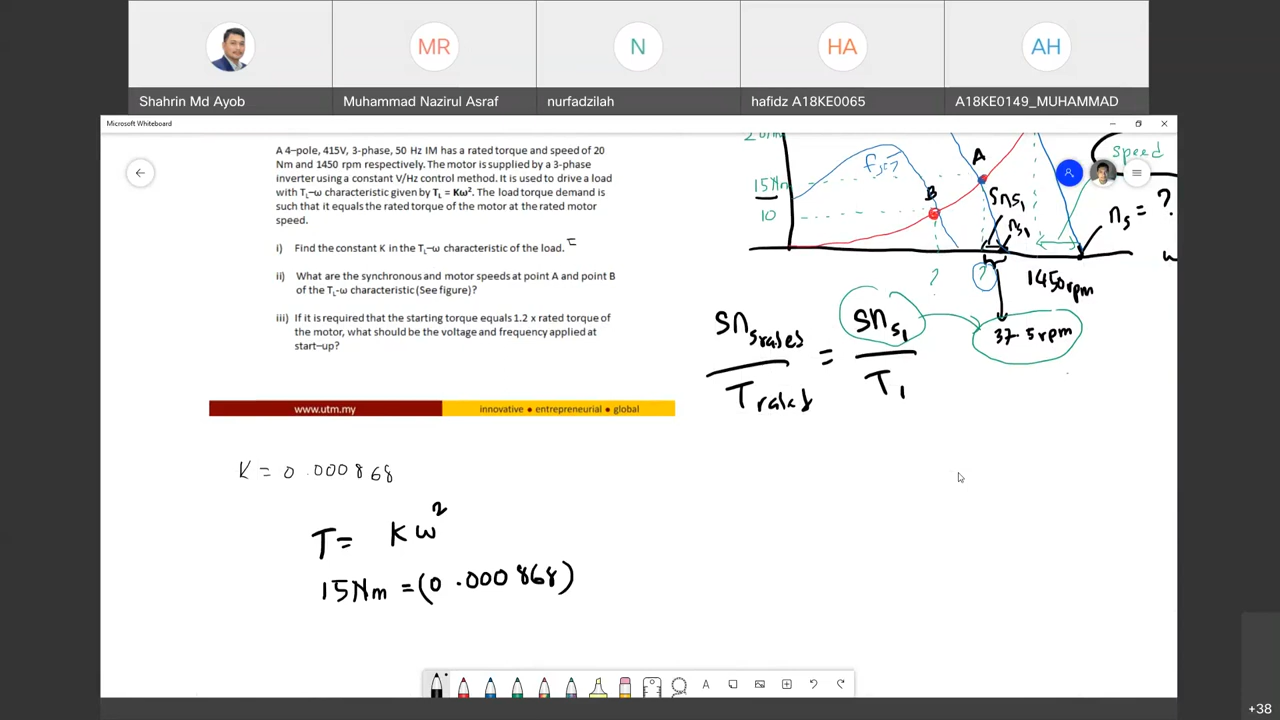 MR
N
HA
AH
Shahrin Md Ayob
Muhammad Nazirul Asraf
nurfadzilah
hafidz A18KE0065
A18KE0149_MUHAMMAD
Microsoft Whiteboard
A 4–pole, 415V, 3-phase, 50 Hz IM has a rated torque and speed of 20
Nm and 1450 rpm respectively. The motor is supplied by a 3-phase
inverter using a constant V/Hz control method. It is used to drive a load
with TL–ω characteristic given by TL = Kω². The load torque demand is
such that it equals the rated torque of the motor at the rated motor
speed.
i) Find the constant K in the TL–ω characteristic of the load.
ii) What are the synchronous and motor speeds at point A and point B
of the TL-ω characteristic (See figure)?
iii) If it is required that the starting torque equals 1.2 x rated torque of
the motor, what should be the voltage and frequency applied at
start–up?
www.utm.my
innovative ● entrepreneurial ● global
15Nm
10
B
A
speed
Sns1
ns1
ns = ?
?
?
1450rpm
37.5rpm
Snsrated / Trated = Sns1 / T1
K = 0.000868
T = Kω²
15Nm = (0.000868)
A
+38